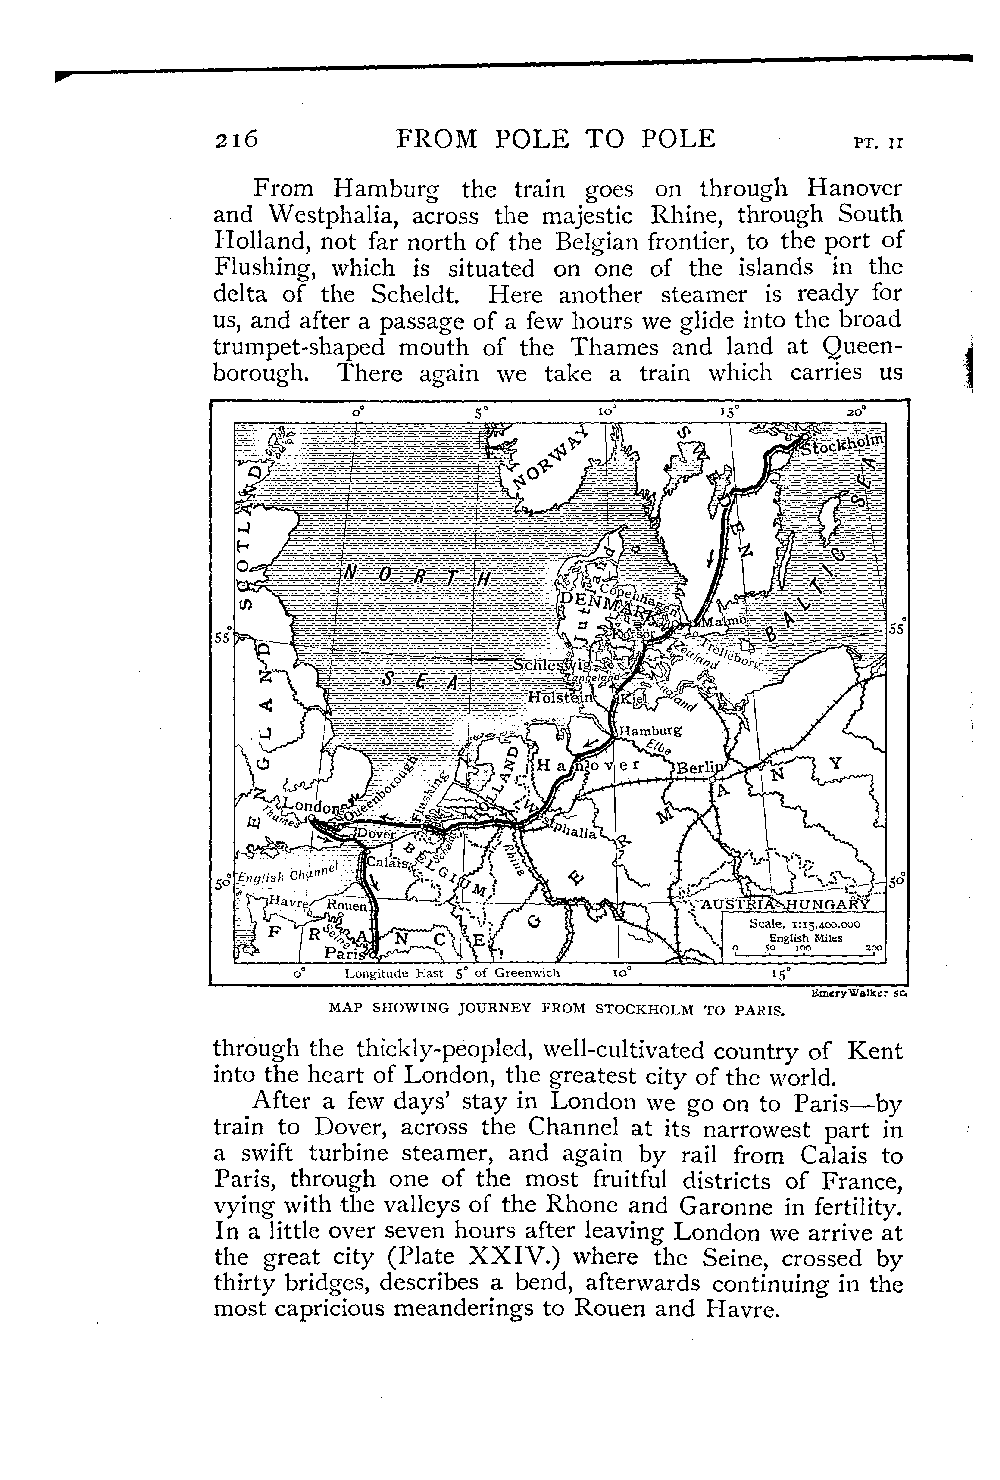 216 FROM POLE TO POLE PT. II
From Hamburg the train goes on through Hanover
and Westphalia, across the majestic Rhine, through South
Holland, not far north of the Belgian frontier, to the port of
Flushing, which is situated on one of the islands in the
delta of the Scheldt. Here another steamer is ready for
us, and after a passage of a few hours we glide into the broad
trumpet-shaped mouth of the Thames and land at Queen-
borough. There again we take a train which carries us
0° 5° 10° 15° 20°
Stockholm
NORWAY
SWEDEN
SCOTLAND
NORTH
SEA
BALTIC SEA
Jutland
Copenhagen
DENMARK
Malmö
Korsör
Trelleborg
55° 55°
Schleswig
Langeland
Holstein
Kiel
ENGLAND
Hamburg
Elbe
Hanover
Berlin
HOLLAND
GERMANY
Queenborough
Flushing
London
Thames
Westphalia
Dover
BELGIUM
Rhine
Calais
English Channel
50° 50°
Havre
Rouen
AUSTRIA-HUNGARY
FRANCE
Seine
Paris
Scale, 1:15,400,000
English Miles
0 50 100 200
0° Longitude East 5° of Greenwich 10° 15°
Emery Walker sc.
MAP SHOWING JOURNEY FROM STOCKHOLM TO PARIS.
through the thickly-peopled, well-cultivated country of Kent
into the heart of London, the greatest city of the world.
After a few days' stay in London we go on to Paris—by
train to Dover, across the Channel at its narrowest part in
a swift turbine steamer, and again by rail from Calais to
Paris, through one of the most fruitful districts of France,
vying with the valleys of the Rhone and Garonne in fertility.
In a little over seven hours after leaving London we arrive at
the great city (Plate XXIV.) where the Seine, crossed by
thirty bridges, describes a bend, afterwards continuing in the
most capricious meanderings to Rouen and Havre.